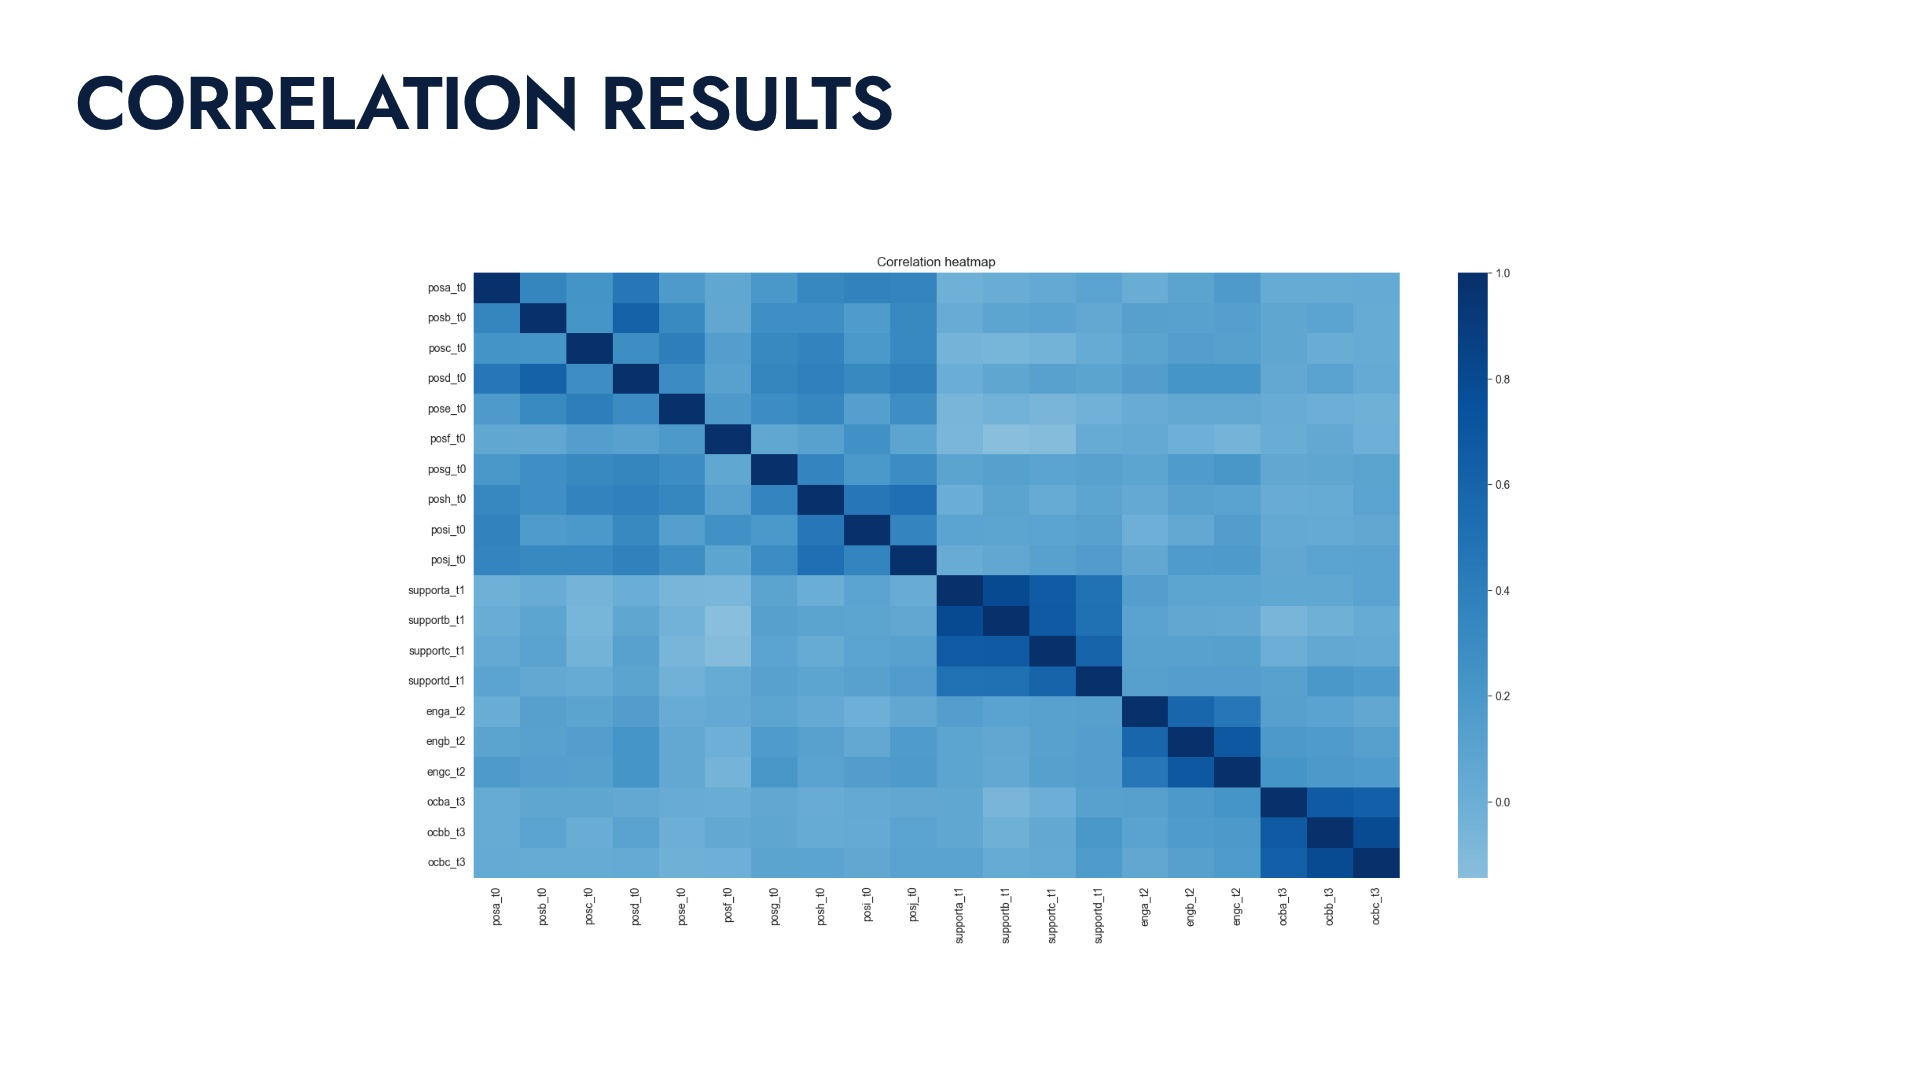 CORRELATION RESULTS
Correlation heatmap
posa_t0
posb_t0
posc_t0
posd_t0
pose_t0
posf_t0
posg_t0
posh_t0
posi_t0
posj_t0
supporta_t1
supportb_t1
supportc_t1
supportd_t1
enga_t2
engb_t2
engc_t2
ocba_t3
ocbb_t3
ocbc_t3
posa_t0
posb_t0
posc_t0
posd_t0
pose_t0
posf_t0
posg_t0
posh_t0
posi_t0
posj_t0
supporta_t1
supportb_t1
supportc_t1
supportd_t1
enga_t2
engb_t2
engc_t2
ocba_t3
ocbb_t3
ocbc_t3
1.0
0.8
0.6
0.4
0.2
0.0